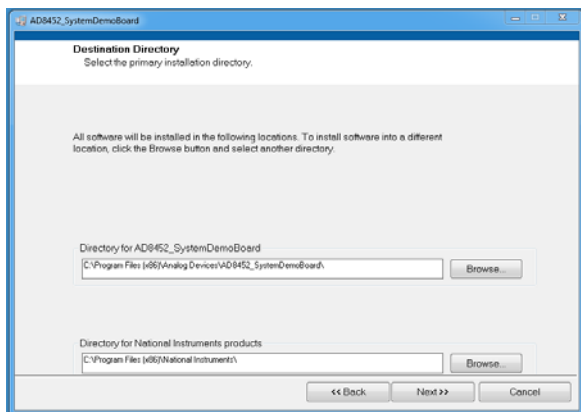 AD8452_SystemDemoBoard
Destination Directory
Select the primary installation directory.
All software will be installed in the following locations. To install software into a different
location, click the Browse button and select another directory.
Directory for AD8452_SystemDemoBoard
C:\Program Files (x86)\Analog Devices\AD8452_SystemDemoBoard\
Browse...
Directory for National Instruments products
C:\Program Files (x86)\National Instruments\
Browse...
<< Back Next >> Cancel